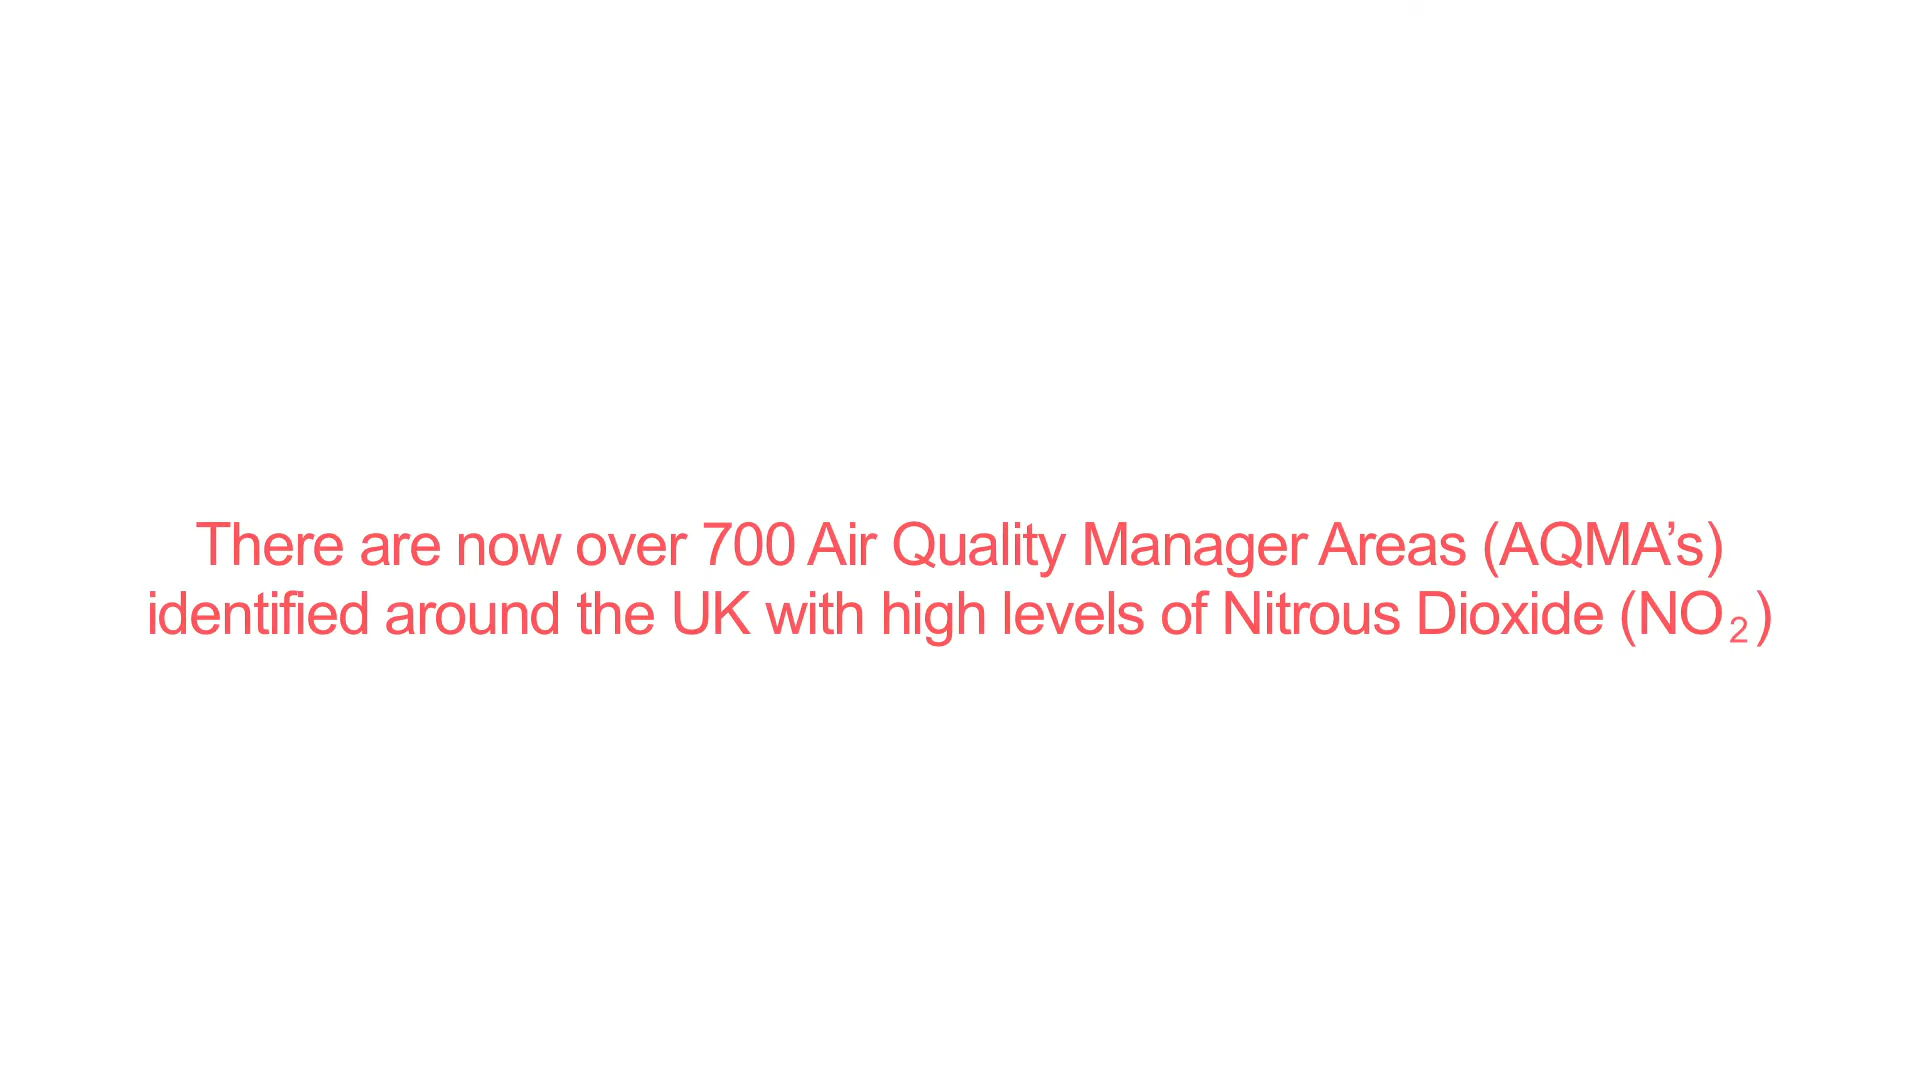 There are now over 700 Air Quality Manager Areas (AQMA’s)
identified around the UK with high levels of Nitrous Dioxide (NO₂)